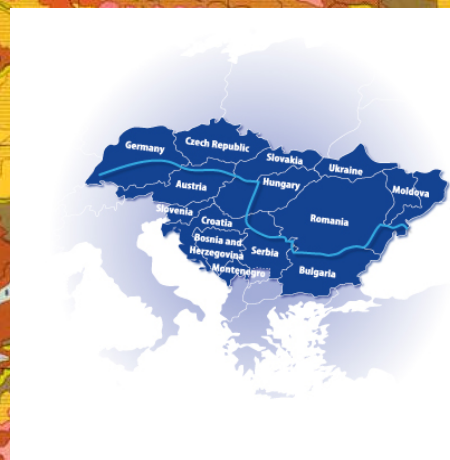 Germany
Czech Republic
Slovakia
Ukraine
Austria
Hungary
Moldova
Slovenia
Croatia
Romania
Bosnia and
Herzegovina
Serbia
Montenegro
Bulgaria